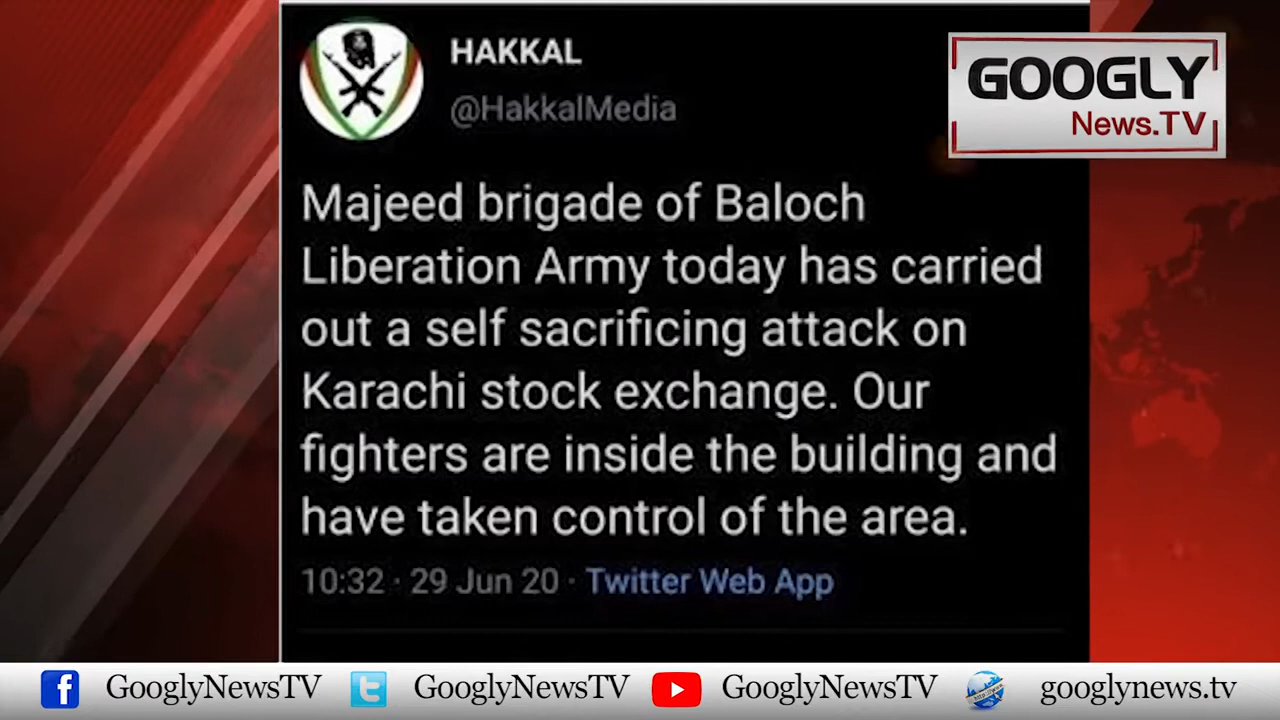 HAKKAL
@HakkalMedia
GOOGLY
News.TV
Majeed brigade of Baloch
Liberation Army today has carried
out a self sacrificing attack on
Karachi stock exchange. Our
fighters are inside the building and
have taken control of the area.
10:32 · 29 Jun 20 · Twitter Web App
GooglyNewsTV GooglyNewsTV GooglyNewsTV googlynews.tv